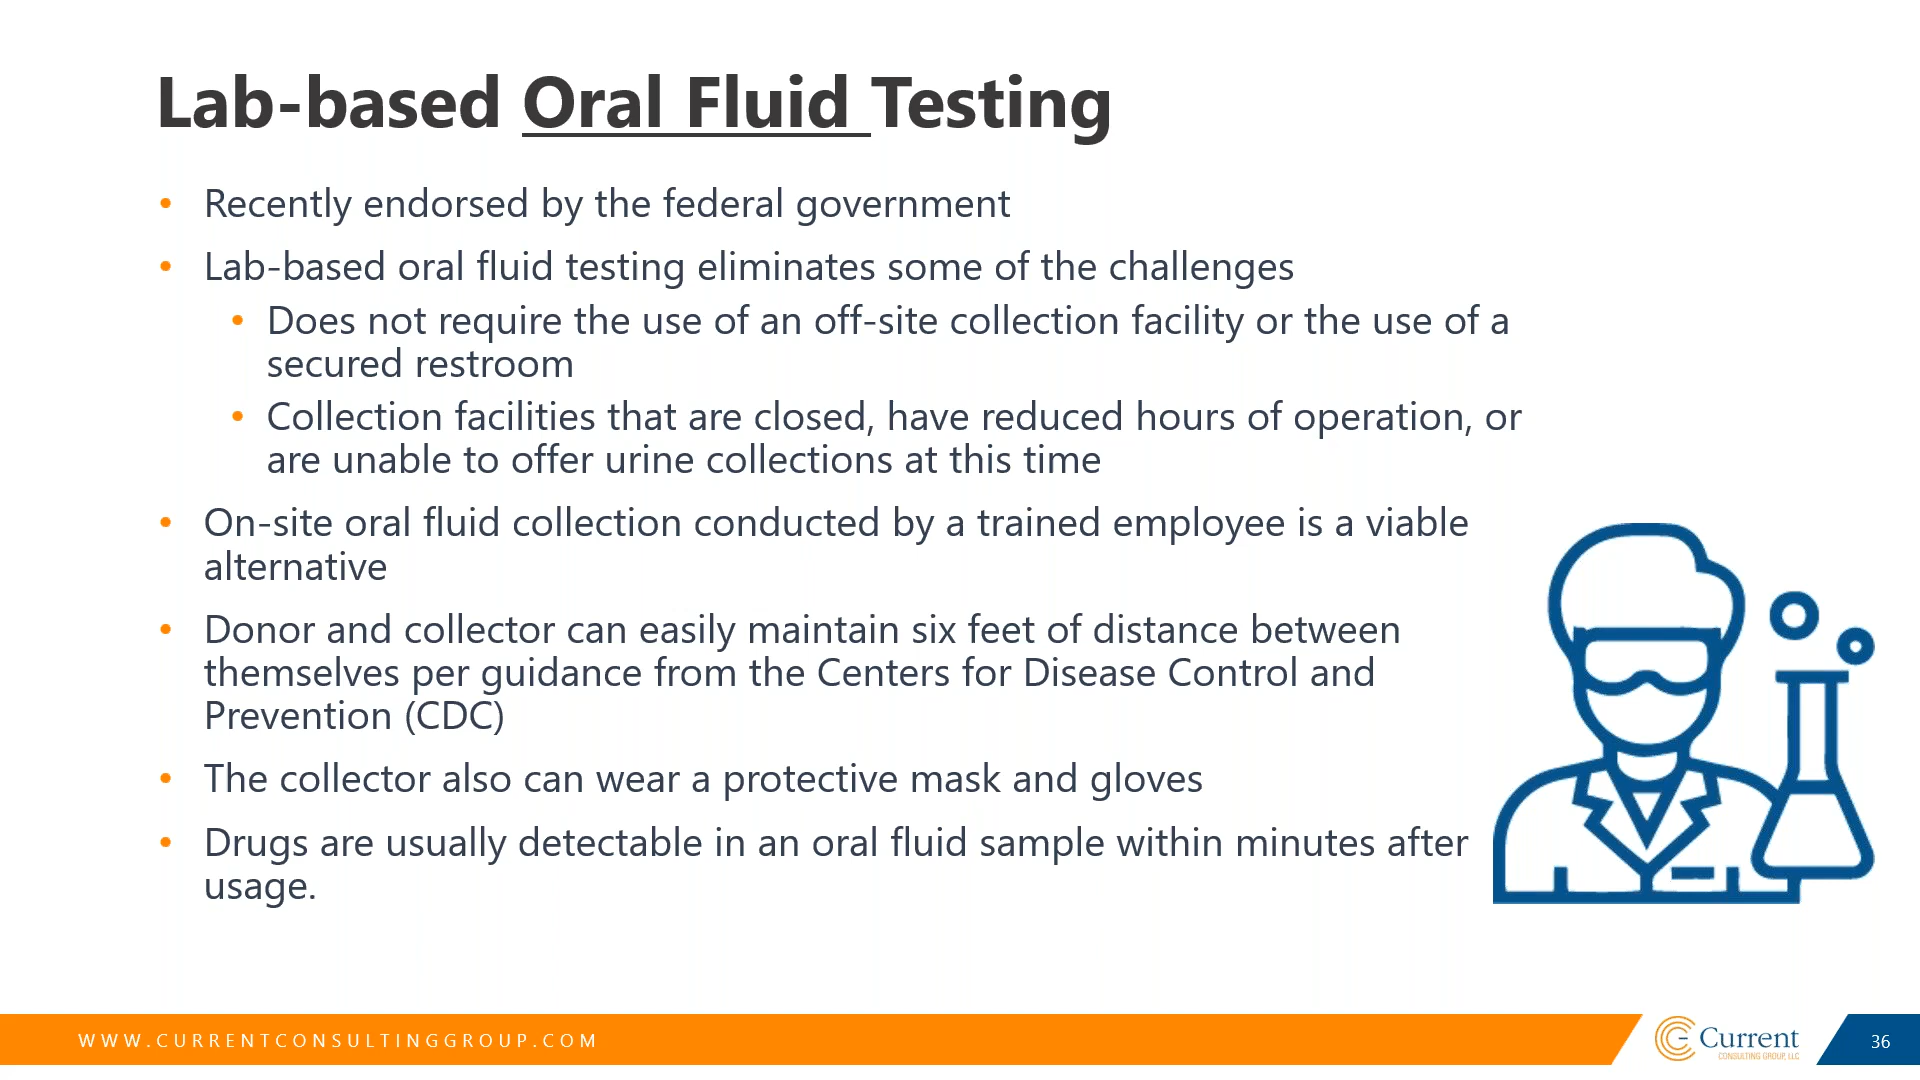 Lab-based Oral Fluid Testing
• Recently endorsed by the federal government
• Lab-based oral fluid testing eliminates some of the challenges
• Does not require the use of an off-site collection facility or the use of a
secured restroom
• Collection facilities that are closed, have reduced hours of operation, or
are unable to offer urine collections at this time
• On-site oral fluid collection conducted by a trained employee is a viable
alternative
• Donor and collector can easily maintain six feet of distance between
themselves per guidance from the Centers for Disease Control and
Prevention (CDC)
• The collector also can wear a protective mask and gloves
• Drugs are usually detectable in an oral fluid sample within minutes after
usage.
WWW.CURRENTCONSULTINGGROUP.COM
Current
CONSULTING GROUP, LLC
36